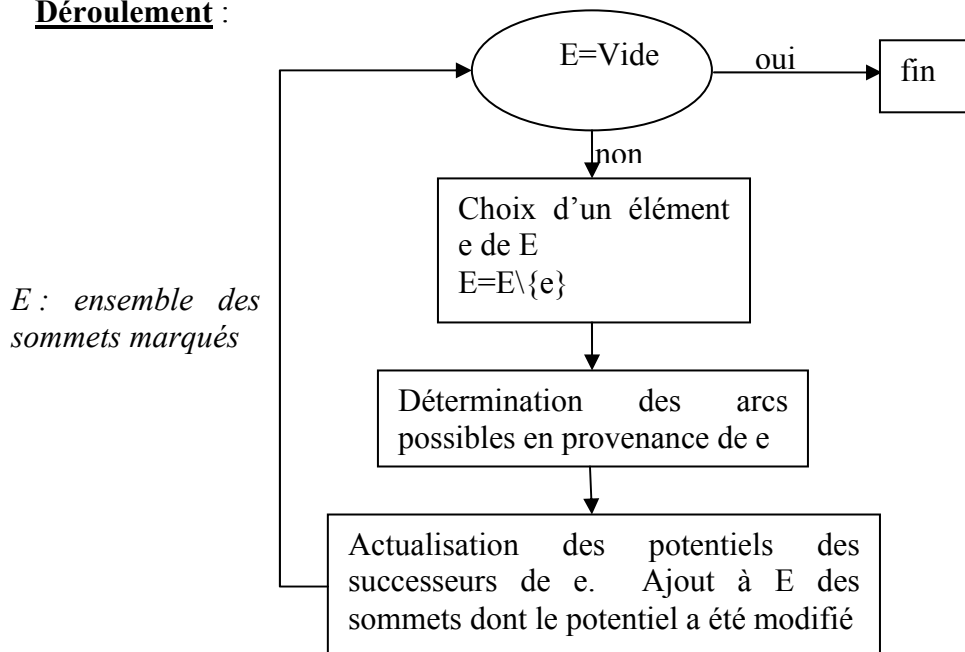 Déroulement :
E=Vide
oui
fin
non
Choix d’un élément
e de E
E=E\{e}
E : ensemble des
sommets marqués
Détermination des arcs
possibles en provenance de e
Actualisation des potentiels des
successeurs de e. Ajout à E des
sommets dont le potentiel a été modifié